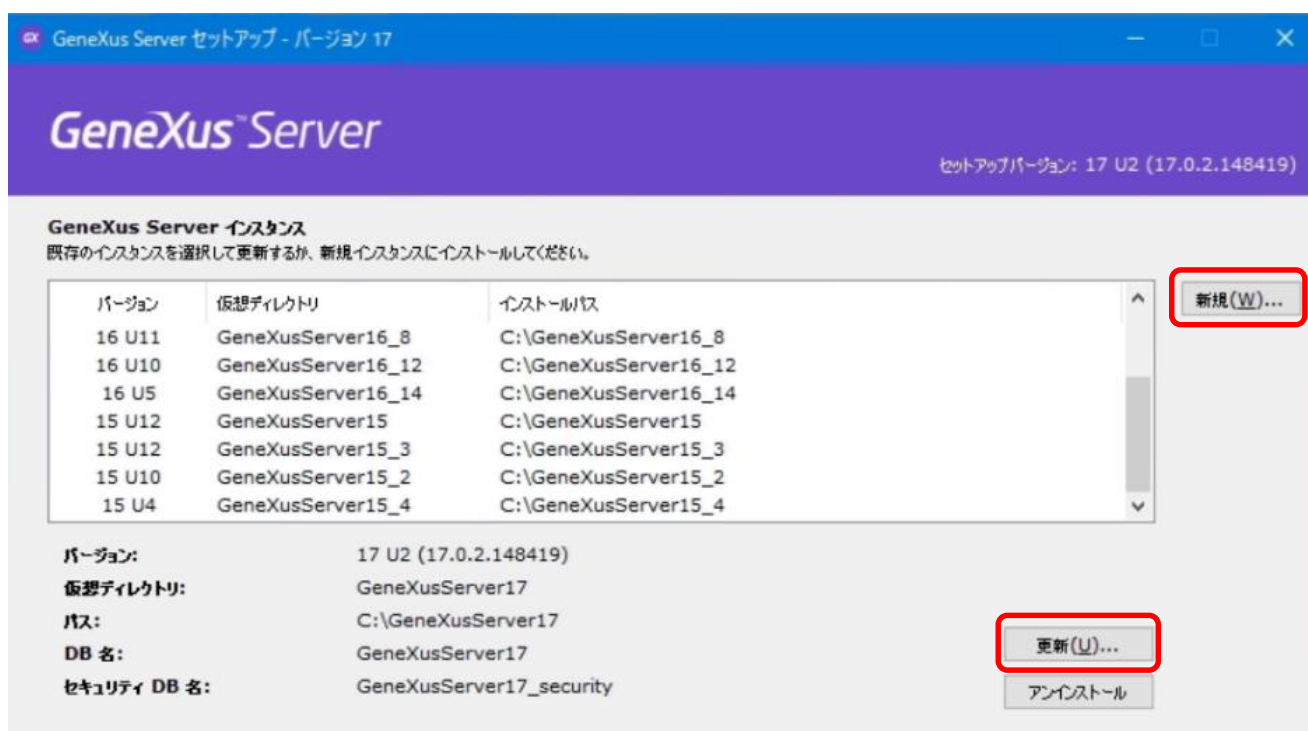 GX GeneXus Server セットアップ - バージョン 17
GeneXus™ Server
セットアップバージョン: 17 U2 (17.0.2.148419)
GeneXus Server インスタンス
既存のインスタンスを選択して更新するか、新規インスタンスにインストールしてください。
バージョン 仮想ディレクトリ インストールパス
新規(W)...
16 U11 GeneXusServer16_8 C:\GeneXusServer16_8
16 U10 GeneXusServer16_12 C:\GeneXusServer16_12
16 U5 GeneXusServer16_14 C:\GeneXusServer16_14
15 U12 GeneXusServer15 C:\GeneXusServer15
15 U12 GeneXusServer15_3 C:\GeneXusServer15_3
15 U10 GeneXusServer15_2 C:\GeneXusServer15_2
15 U4 GeneXusServer15_4 C:\GeneXusServer15_4
バージョン: 17 U2 (17.0.2.148419)
仮想ディレクトリ: GeneXusServer17
パス: C:\GeneXusServer17
DB 名: GeneXusServer17
更新(U)...
セキュリティ DB 名: GeneXusServer17_security
アンインストール